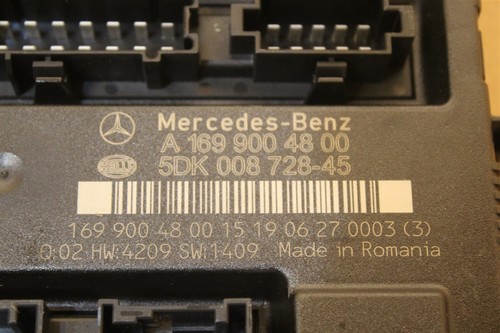 Mercedes-Benz
A 169 900 48 00
HELLA
5DK 008 728-45
169 900 48 00 15 19 06 27 0003 (3)
Q:02 HW:4209 SW:1409 Made in Romania